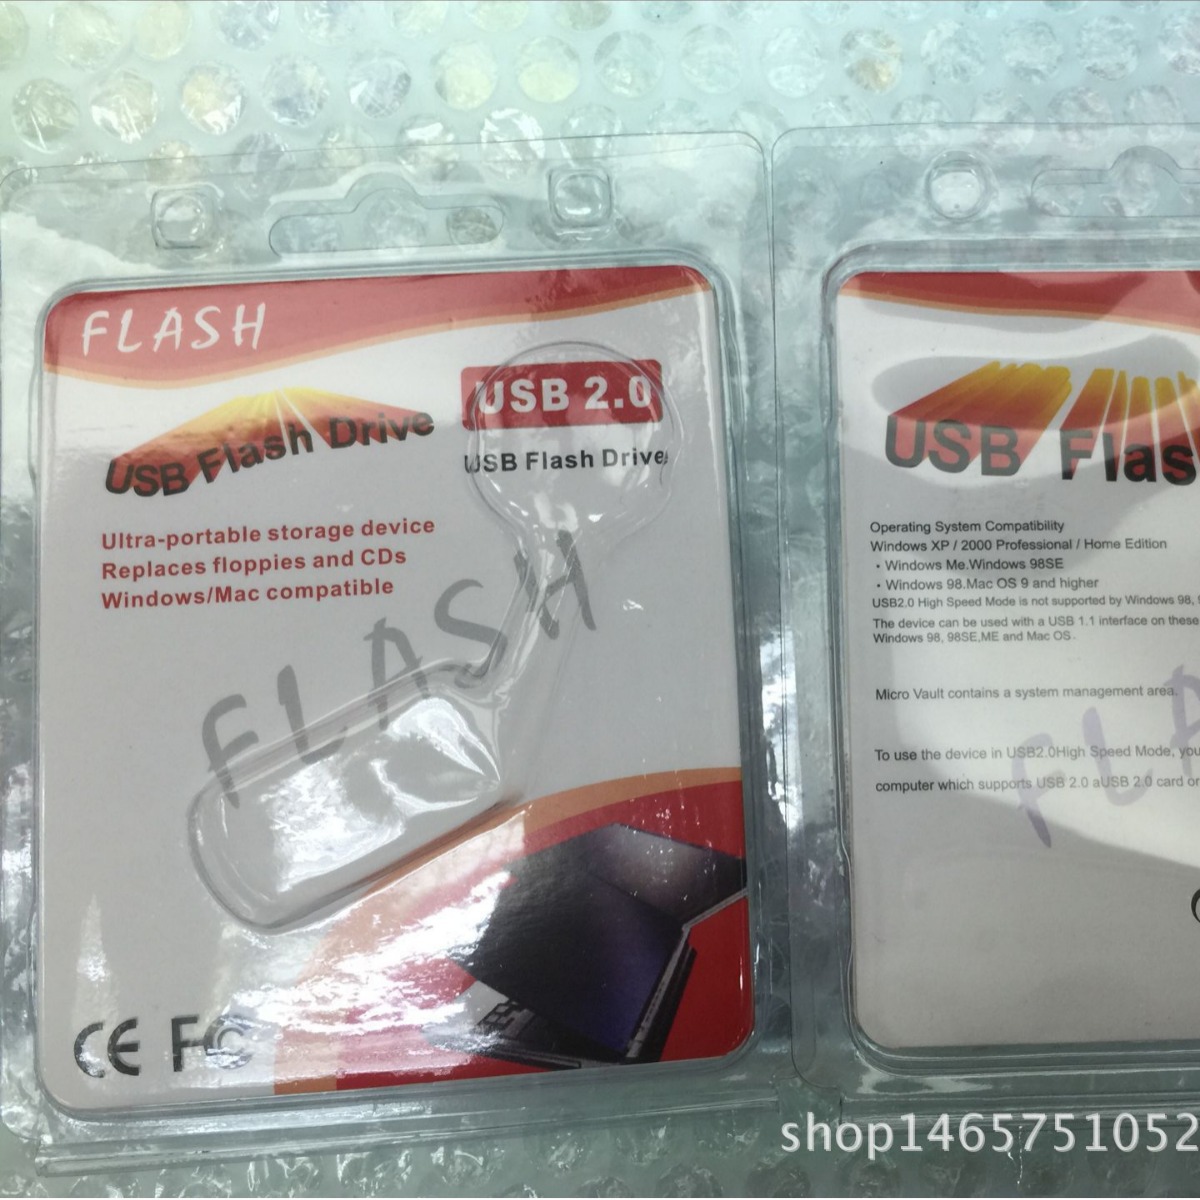 FLASH
USB Flash Drive
USB 2.0
USB Flash Drive
Ultra-portable storage device
Replaces floppies and CDs
Windows/Mac compatible
FLASH
CE FC
USB Flas
Operating System Compatibility
Windows XP / 2000 Professional / Home Edition
· Windows Me.Windows 98SE
· Windows 98.Mac OS 9 and higher
USB2.0 High Speed Mode is not supported by Windows 98,
The device can be used with a USB 1.1 interface on these
Windows 98, 98SE,ME and Mac OS.
Micro Vault contains a system management area.
To use the device in USB2.0High Speed Mode, you
computer which supports USB 2.0 aUSB 2.0 card or
FLA
shop1465751052